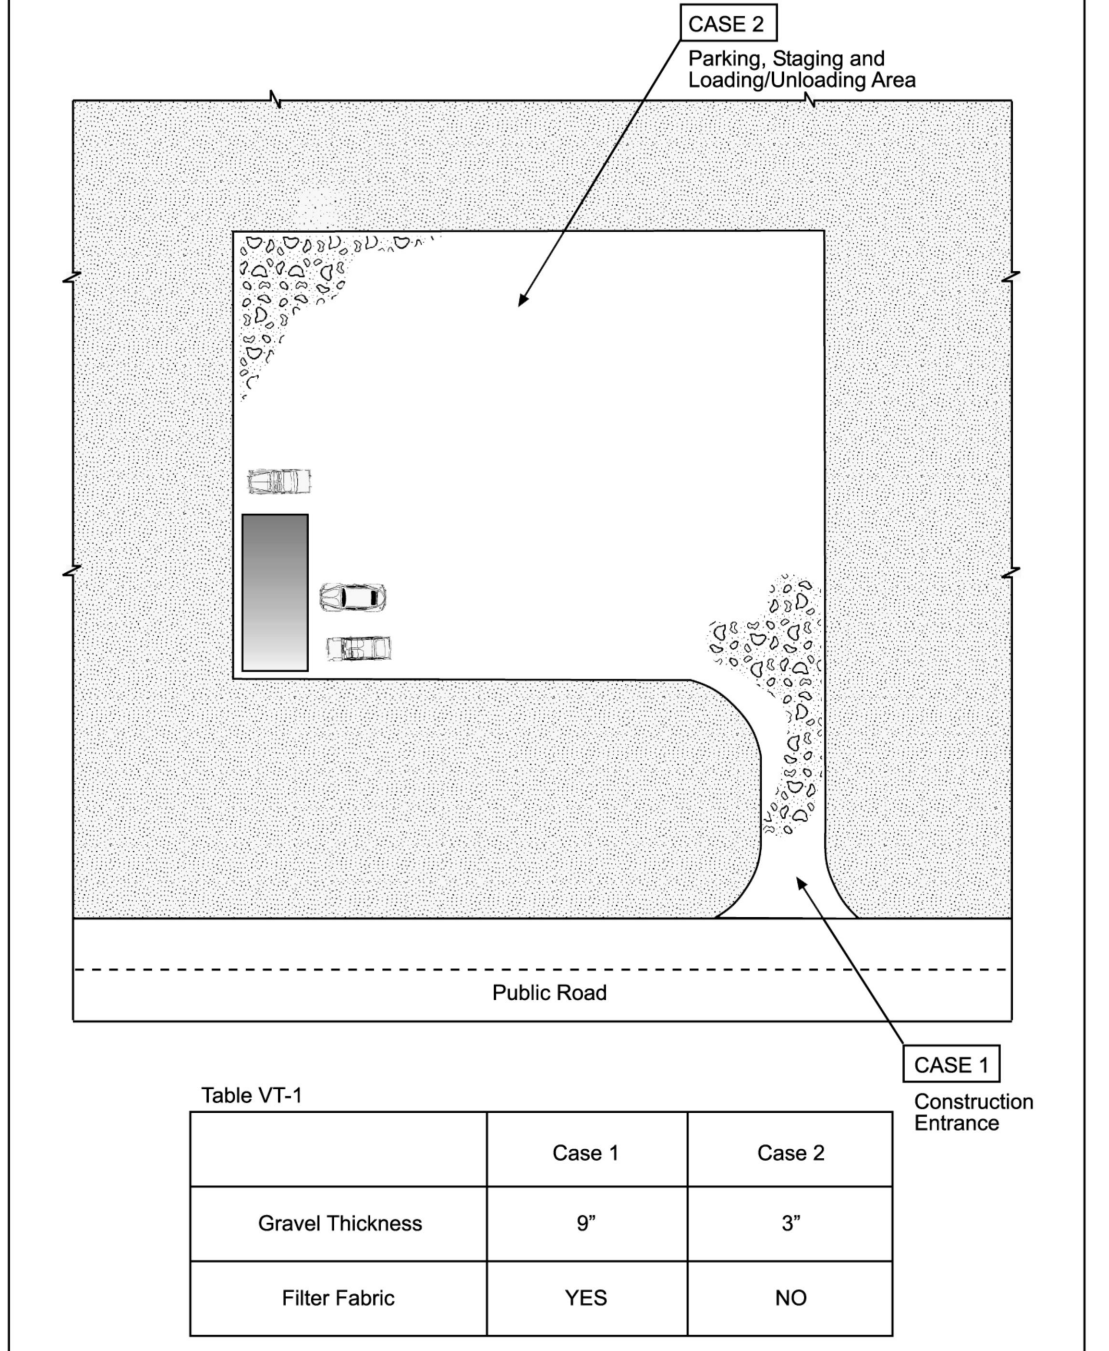 CASE 2
Parking, Staging and
Loading/Unloading Area
Public Road
CASE 1
Construction
Entrance
Table VT-1
Case 1 Case 2
Gravel Thickness 9” 3”
Filter Fabric YES NO